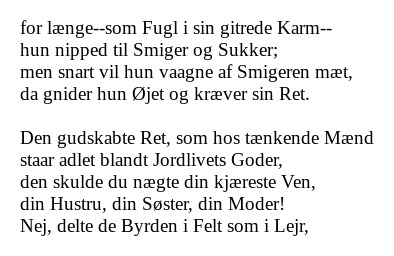 for længe--som Fugl i sin gitrede Karm--
hun nipped til Smiger og Sukker;
men snart vil hun vaagne af Smigeren mæt,
da gnider hun Øjet og kræver sin Ret.

Den gudskabte Ret, som hos tænkende Mænd
staar adlet blandt Jordlivets Goder,
den skulde du nægte din kjæreste Ven,
din Hustru, din Søster, din Moder!
Nej, delte de Byrden i Felt som i Lejr,